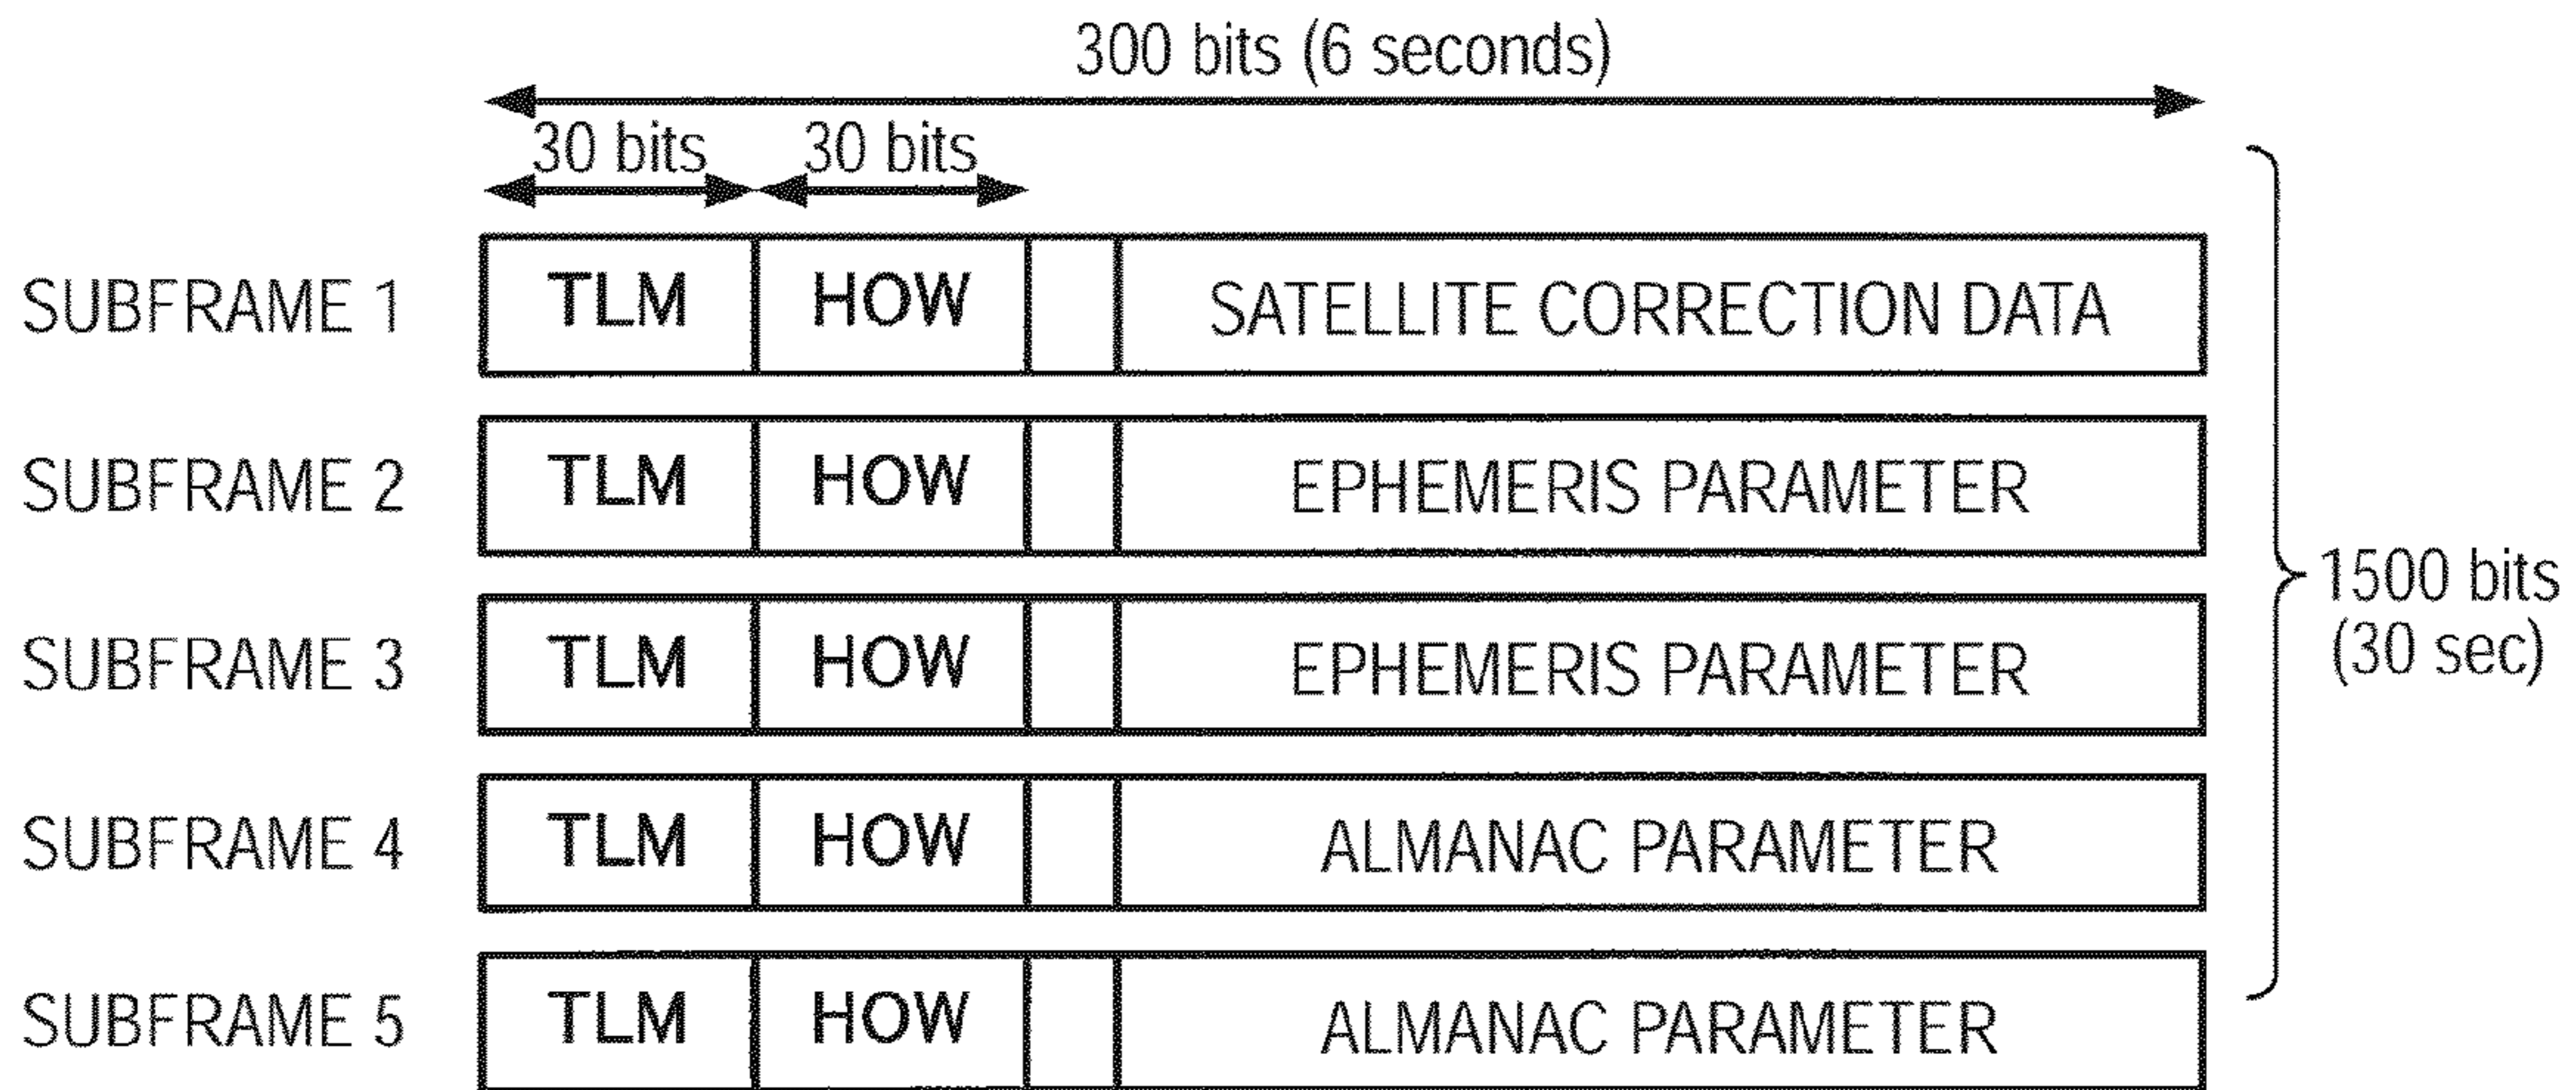 300 bits (6 seconds)
30 bits 30 bits
SUBFRAME 1 TLM HOW SATELLITE CORRECTION DATA
SUBFRAME 2 TLM HOW EPHEMERIS PARAMETER
SUBFRAME 3 TLM HOW EPHEMERIS PARAMETER
SUBFRAME 4 TLM HOW ALMANAC PARAMETER
SUBFRAME 5 TLM HOW ALMANAC PARAMETER
1500 bits
(30 sec)